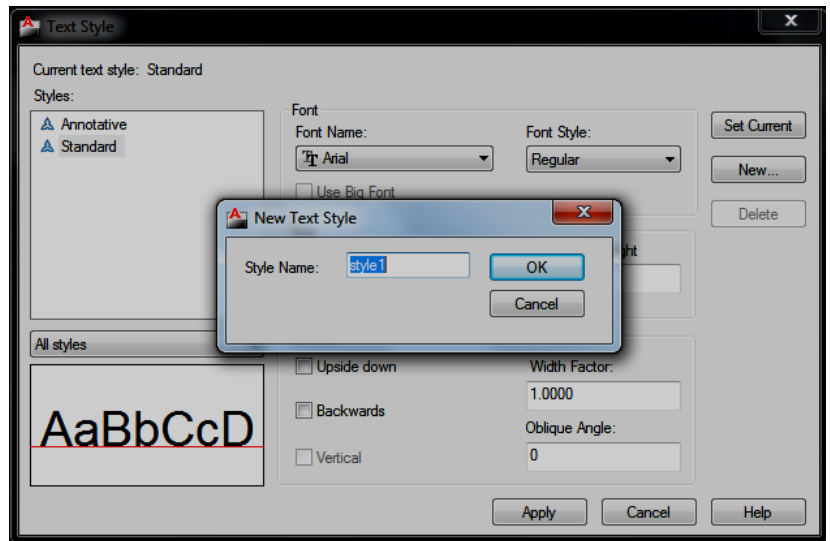 Text Style
X
Current text style: Standard
Styles:
Annotative
Standard
Font
Font Name:
Font Style:
Arial
Regular
Use Big Font
Set Current
New...
Delete
New Text Style
X
Style Name:
style1
OK
Cancel
All styles
AaBbCcD
Upside down
Backwards
Vertical
Width Factor:
1.0000
Oblique Angle:
0
Apply
Cancel
Help